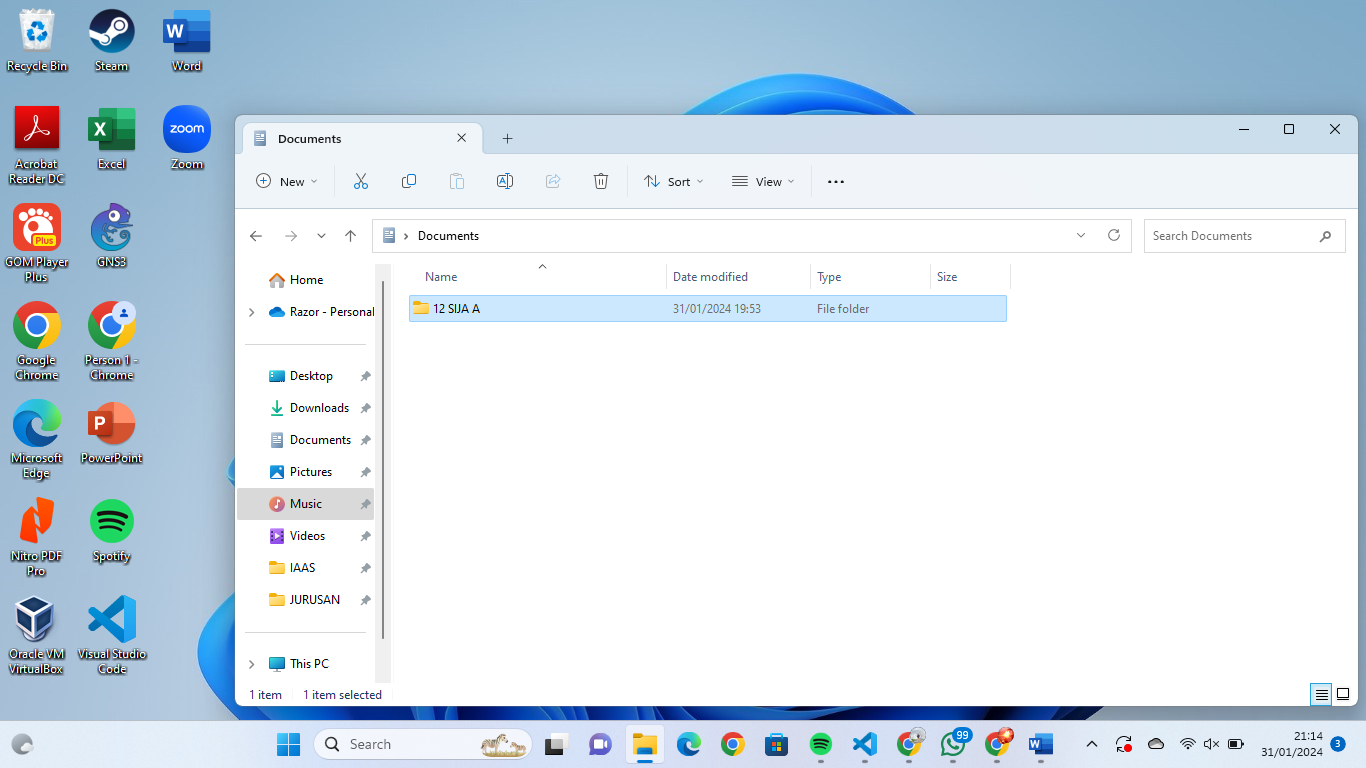 Recycle Bin
Steam
Word
Acrobat
Reader DC
Excel
zoom
Zoom
GOM Player
Plus
Plus
GNS3
Google
Chrome
Person 1 -
Chrome
Microsoft
Edge
PowerPoint
Nitro PDF
Pro
Spotify
Oracle VM
VirtualBox
Visual Studio
Code
Documents
New
Sort
View
Documents
Search Documents
Home
Razor - Personal
Desktop
Downloads
Documents
Pictures
Music
Videos
IAAS
JURUSAN
This PC
Name
Date modified
Type
Size
12 SIJA A
31/01/2024 19:53
File folder
1 item
1 item selected
Search
99
21:14
31/01/2024
3